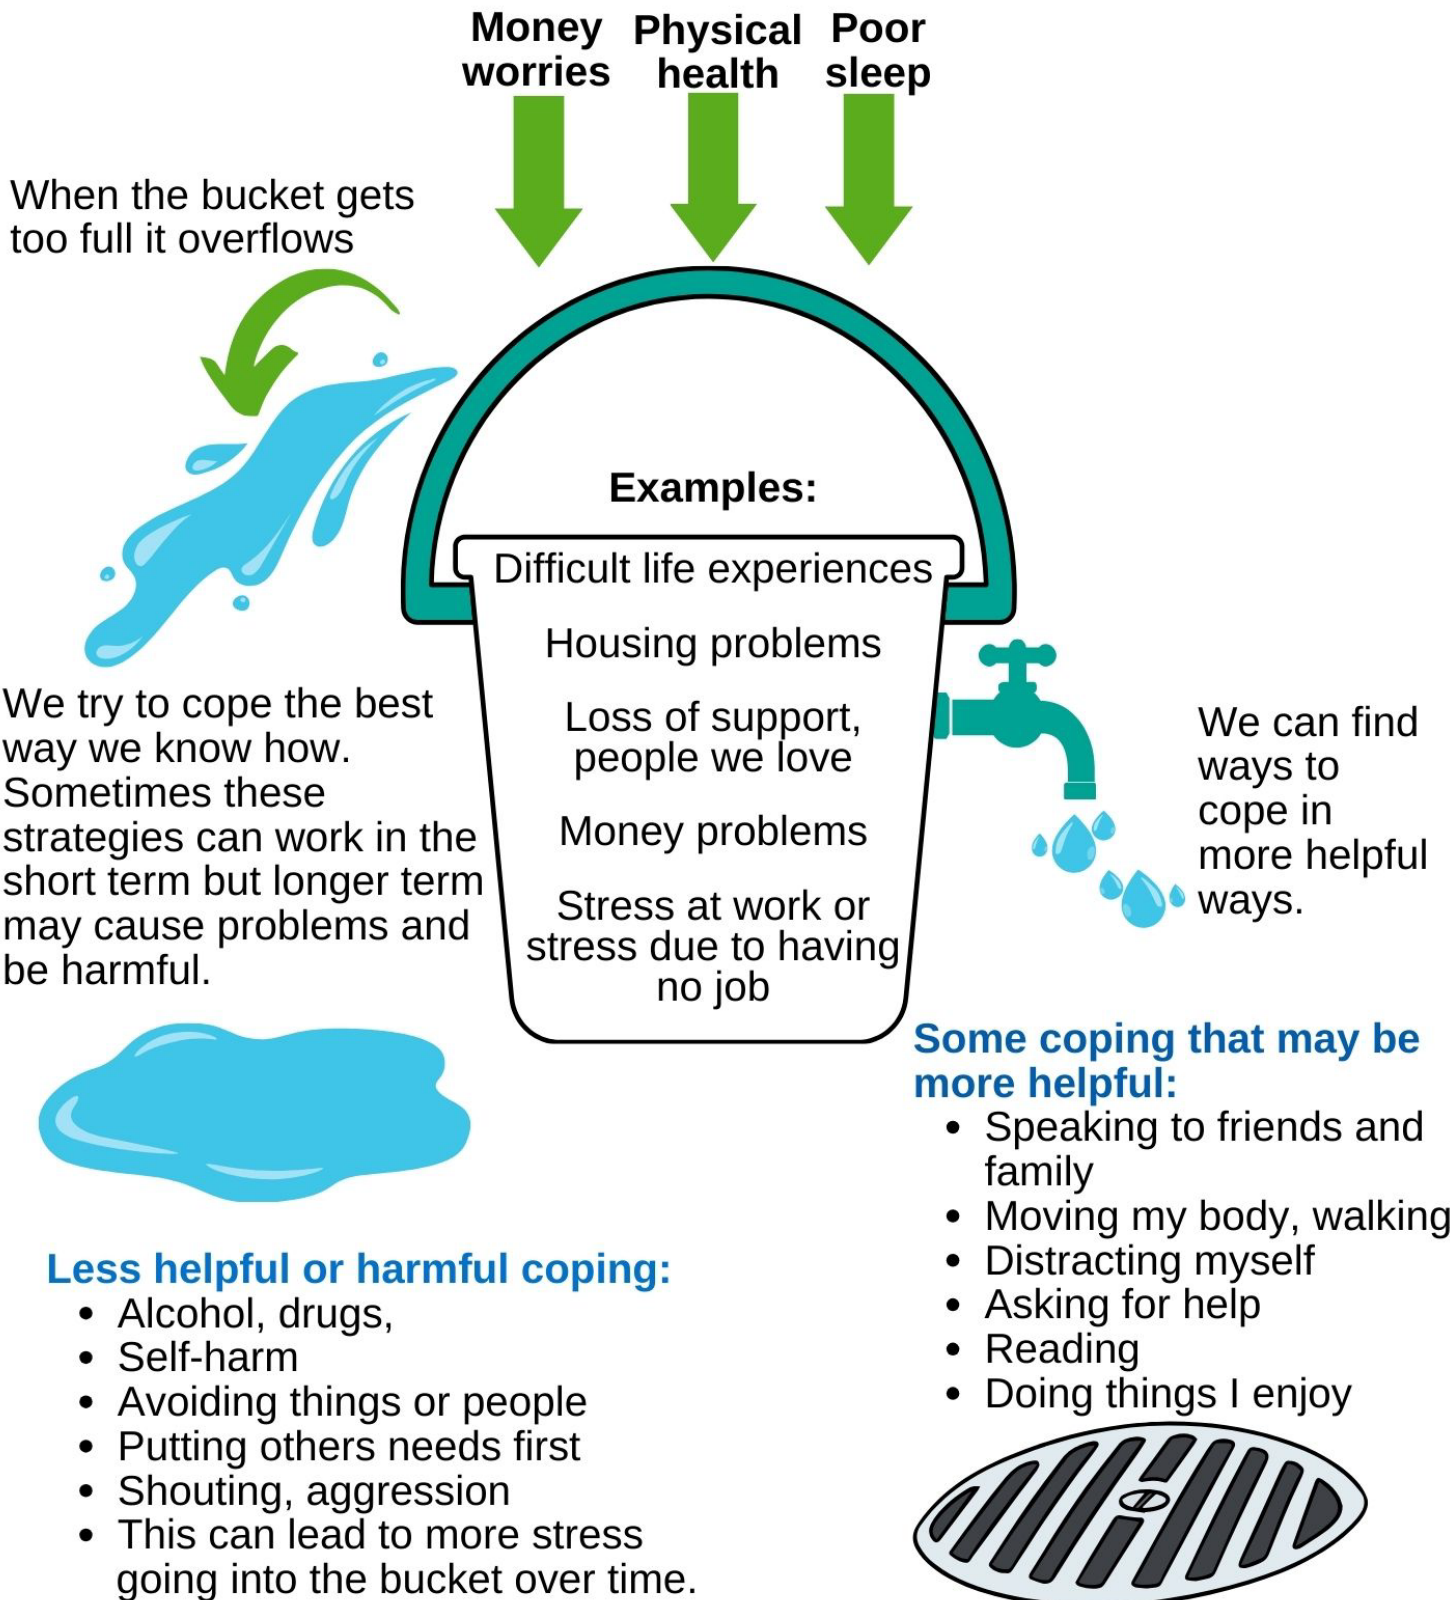 Money
worries
Physical
health
Poor
sleep
When the bucket gets
too full it overflows
Examples:
Difficult life experiences
Housing problems
Loss of support,
people we love
Money problems
Stress at work or
stress due to having
no job
We try to cope the best
way we know how.
Sometimes these
strategies can work in the
short term but longer term
may cause problems and
be harmful.
We can find
ways to
cope in
more helpful
ways.
Some coping that may be
more helpful:
• Speaking to friends and
family
• Moving my body, walking
• Distracting myself
• Asking for help
• Reading
• Doing things I enjoy
Less helpful or harmful coping:
• Alcohol, drugs,
• Self-harm
• Avoiding things or people
• Putting others needs first
• Shouting, aggression
• This can lead to more stress
going into the bucket over time.